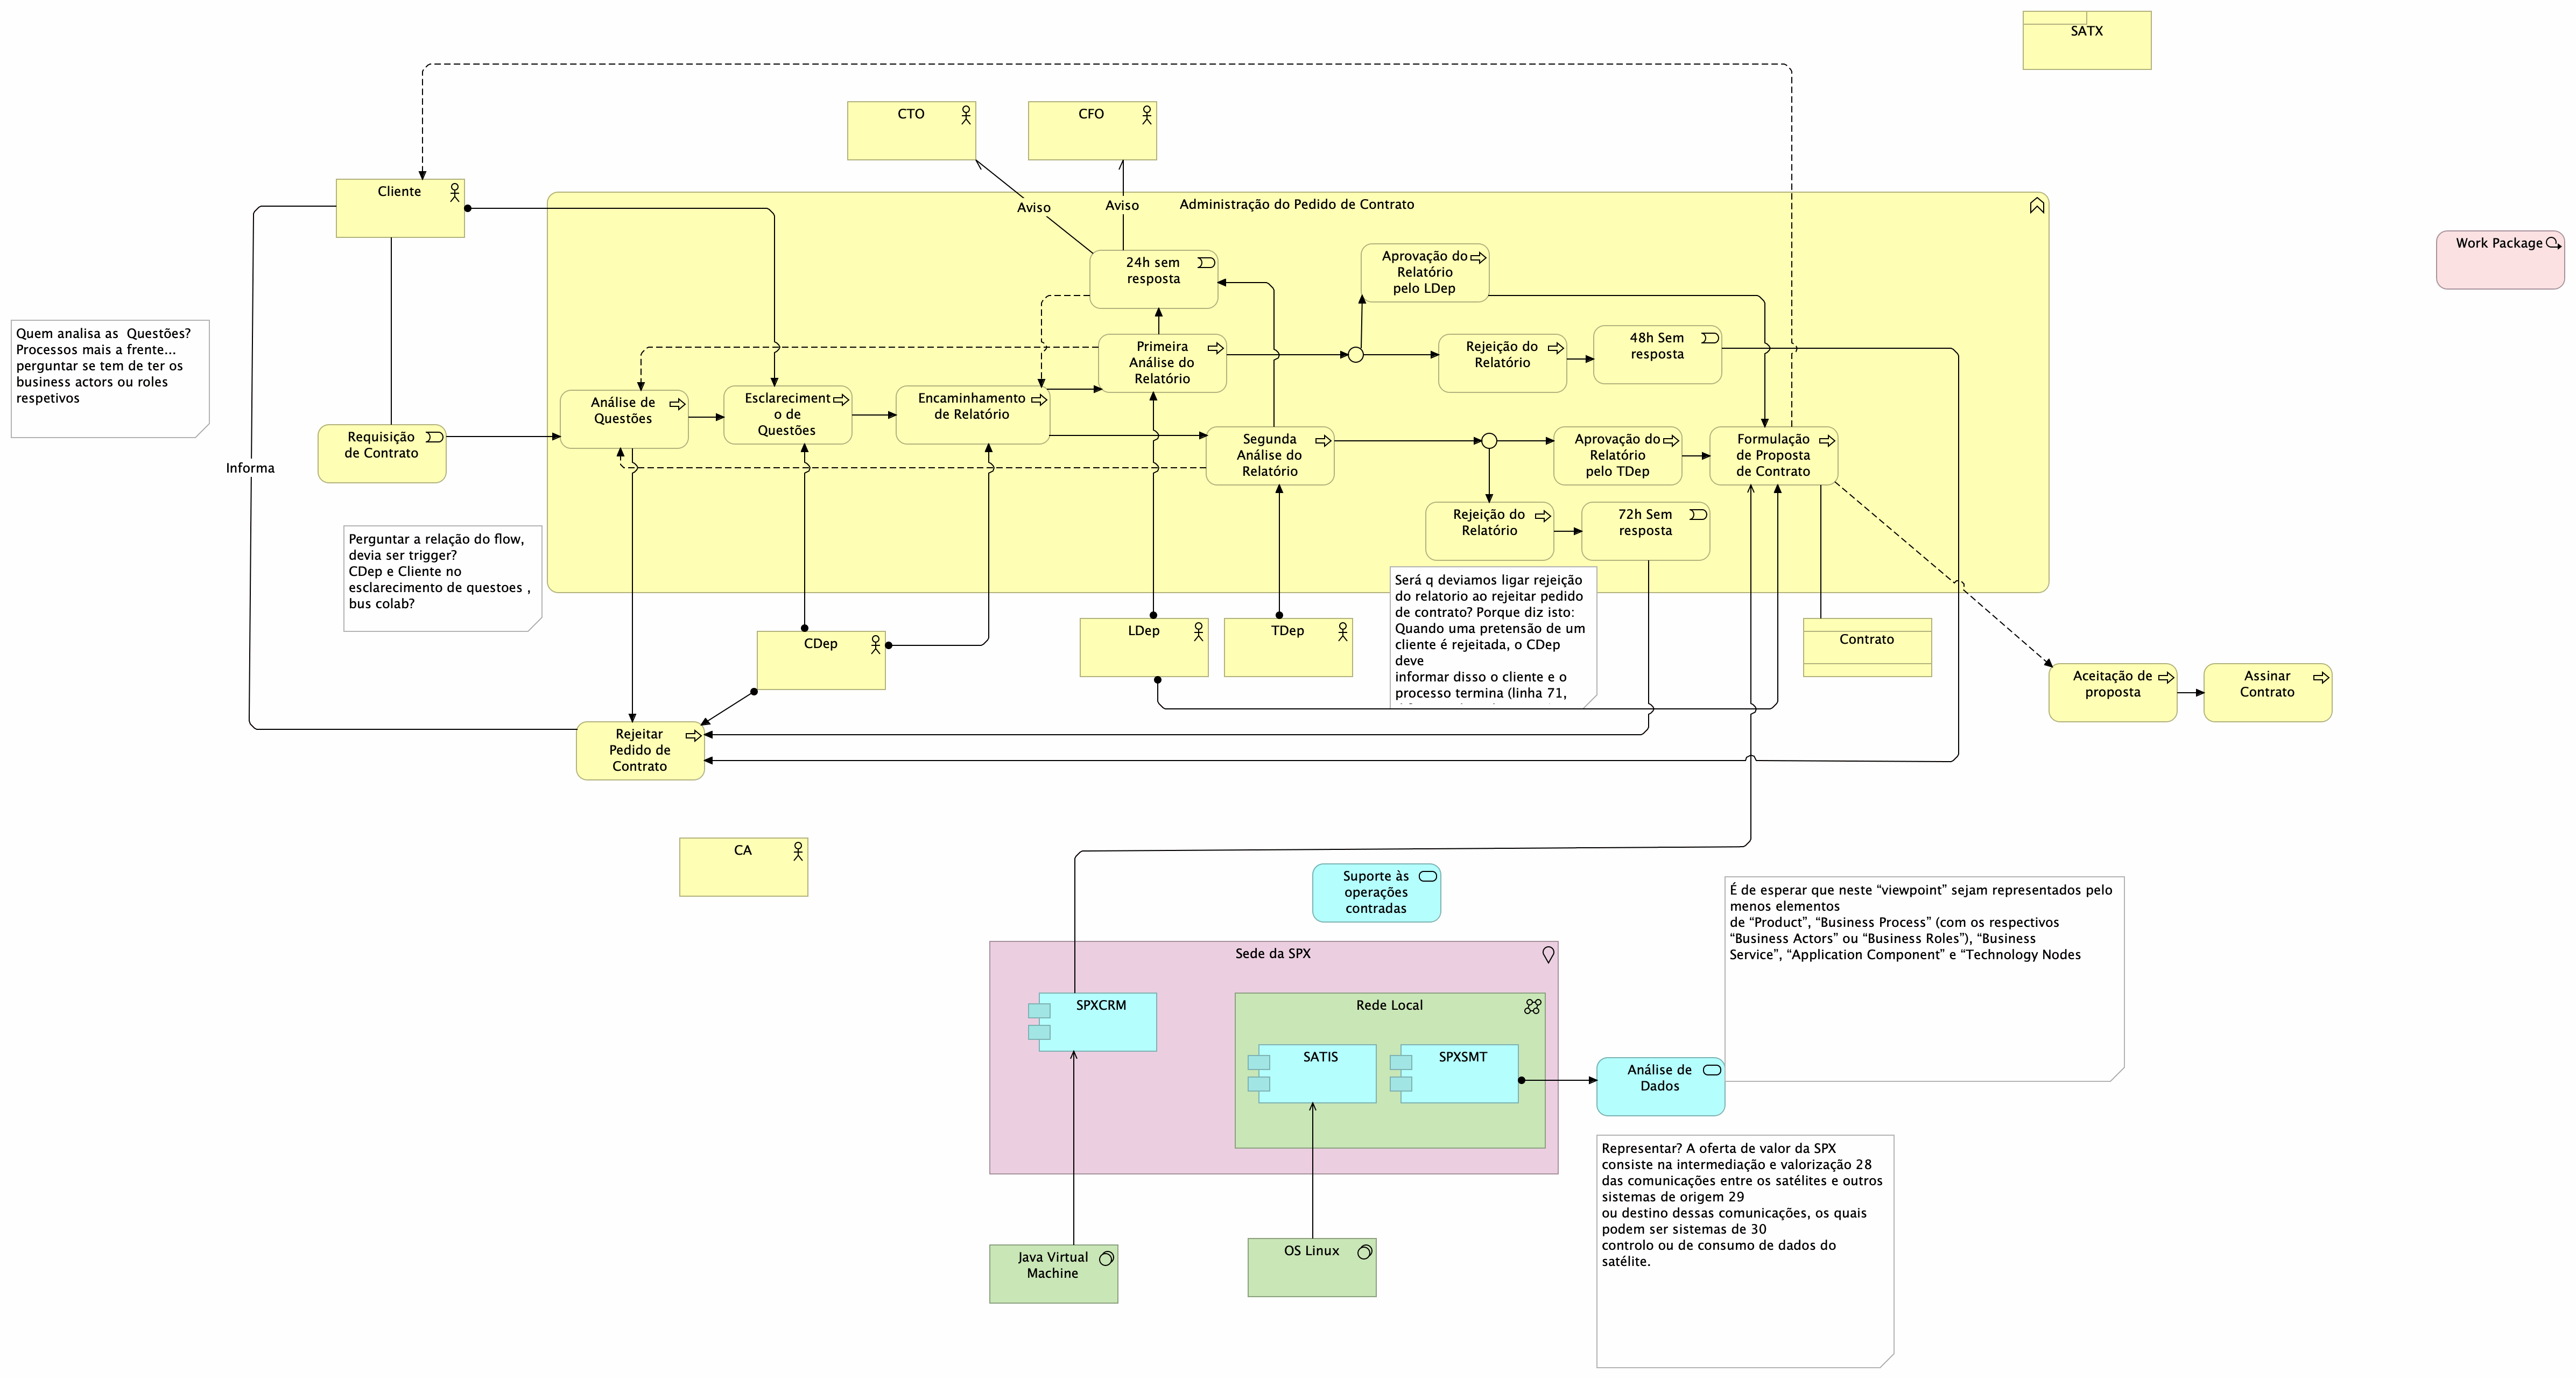 SATX
CTO
CFO
Cliente
Aviso
Aviso
Administração do Pedido de Contrato
Work Package
24h sem
resposta
Aprovação do
Relatório
pelo LDep
Quem analisa as  Questões?
Processos mais a frente...
perguntar se tem de ter os
business actors ou roles
respetivos
Primeira
Análise do
Relatório
Rejeição do
Relatório
48h Sem
resposta
Análise de
Questões
Esclareciment
o de
Questões
Encaminhamento
de Relatório
Requisição
de Contrato
Segunda
Análise do
Relatório
Aprovação do
Relatório
pelo TDep
Formulação
de Proposta
de Contrato
Informa
Rejeição do
Relatório
72h Sem
resposta
Perguntar a relação do flow,
devia ser trigger?
CDep e Cliente no
esclarecimento de questoes ,
bus colab?
Será q deviamos ligar rejeição
do relatorio ao rejeitar pedido
de contrato? Porque diz isto:
Quando uma pretensão de um
cliente é rejeitada, o CDep
deve
informar disso o cliente e o
processo termina (linha 71,
CDep
LDep
TDep
Contrato
Aceitação de
proposta
Assinar
Contrato
Rejeitar
Pedido de
Contrato
CA
Suporte às
operações
contradas
É de esperar que neste “viewpoint” sejam representados pelo
menos elementos
de “Product”, “Business Process” (com os respectivos
“Business Actors” ou “Business Roles”), “Business
Service”, “Application Component” e “Technology Nodes
Sede da SPX
SPXCRM
Rede Local
SATIS
SPXSMT
Análise de
Dados
Representar? A oferta de valor da SPX
consiste na intermediação e valorização 28
das comunicações entre os satélites e outros
sistemas de origem 29
ou destino dessas comunicações, os quais
podem ser sistemas de 30
controlo ou de consumo de dados do
satélite.
Java Virtual
Machine
OS Linux